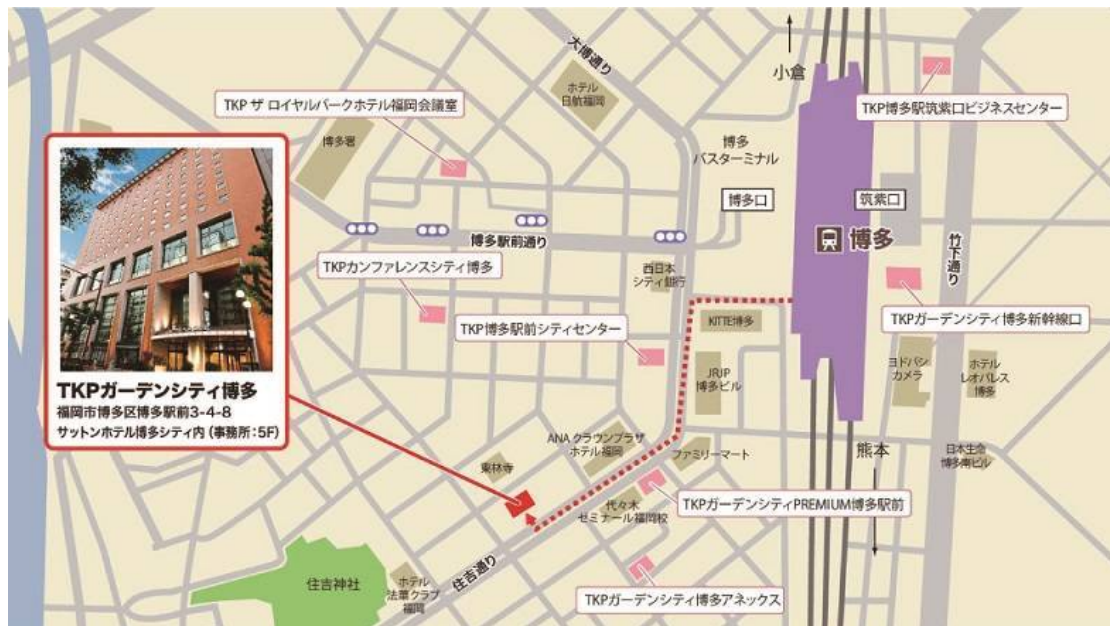 大博通り
小倉
ホテル
日航福岡
TKP ザ ロイヤルパークホテル福岡会議室
TKP博多駅筑紫口ビジネスセンター
博多署
博多
バスターミナル
博多口
筑紫口
博多
博多駅前通り
竹下通り
TKPカンファレンスシティ博多
西日本
シティ銀行
TKP博多駅前シティセンター
KITTE博多
TKPガーデンシティ博多新幹線口
JRJP
博多ビル
ヨドバシ
カメラ
ホテル
レオパレス
博多
TKPガーデンシティ博多
福岡市博多区博多駅前3-4-8
サットンホテル博多シティ内(事務所:5F)
ANA クラウンプラザ
ホテル福岡
ファミリーマート
熊本
日本生命
博多南ビル
東林寺
代々木
ゼミナール福岡校
TKPガーデンシティPREMIUM博多駅前
住吉通り
住吉神社
ホテル
法華クラブ
福岡
TKPガーデンシティ博多アネックス